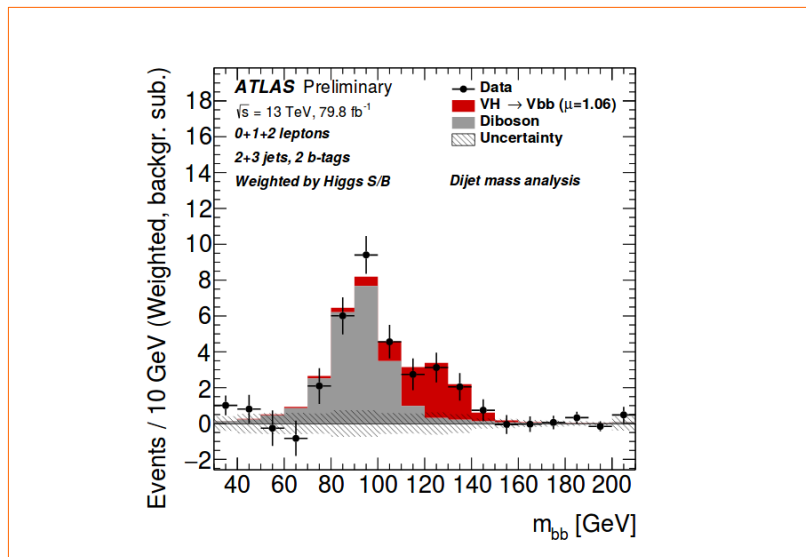 ATLAS Preliminary
√s = 13 TeV, 79.8 fb⁻¹
0+1+2 leptons
2+3 jets, 2 b-tags
Weighted by Higgs S/B
Data
VH → Vbb (μ=1.06)
Diboson
Uncertainty
Dijet mass analysis
Events / 10 GeV (Weighted, backgr. sub.)
18
16
14
12
10
8
6
4
2
0
−2
40 60 80 100 120 140 160 180 200
m_bb [GeV]